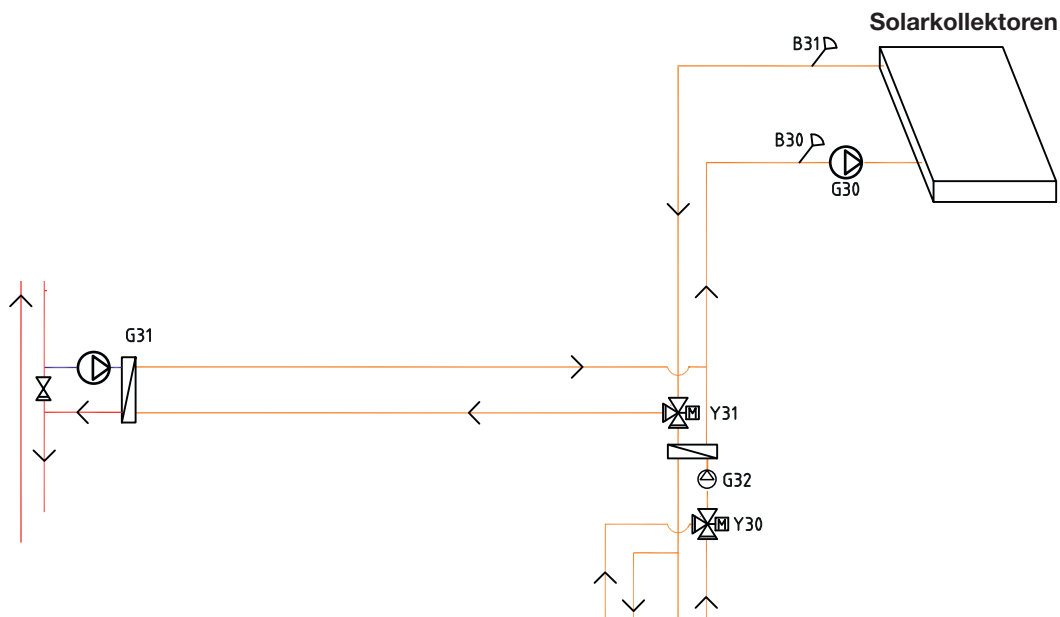 Solarkollektoren
B31
B30
G30
G31
M Y31
G32
M Y30